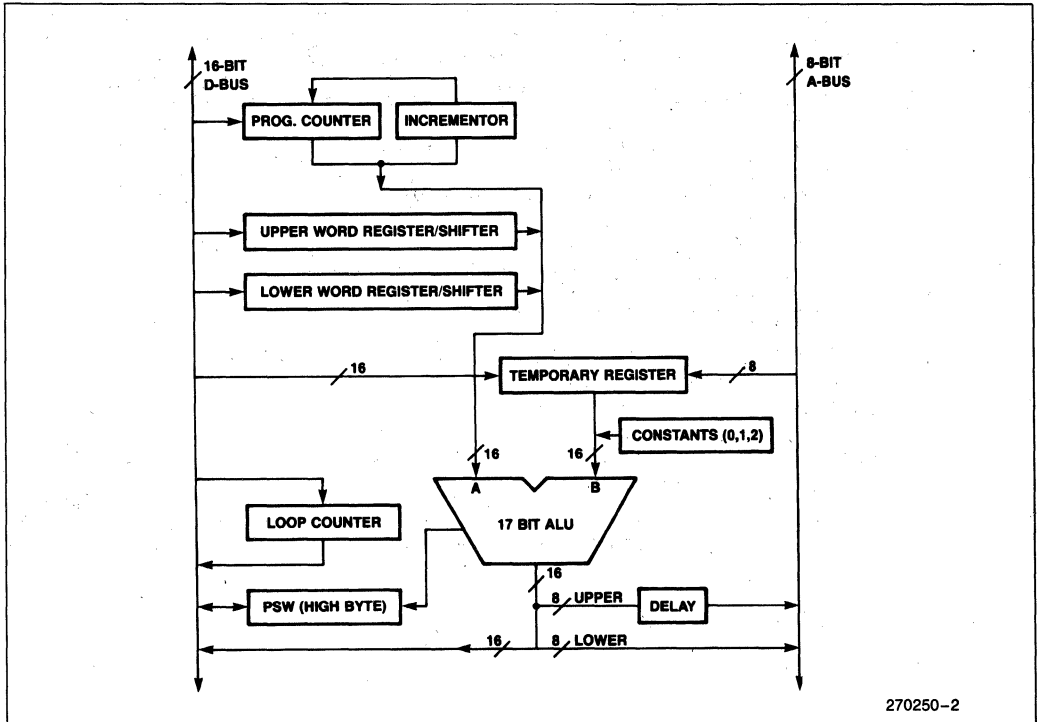 16-BIT
D-BUS
8-BIT
A-BUS
PROG. COUNTER
INCREMENTOR
UPPER WORD REGISTER/SHIFTER
LOWER WORD REGISTER/SHIFTER
16
TEMPORARY REGISTER
8
CONSTANTS (0,1,2)
16
16
A
B
17 BIT ALU
LOOP COUNTER
16
PSW (HIGH BYTE)
8
UPPER
DELAY
16
8
LOWER
270250-2